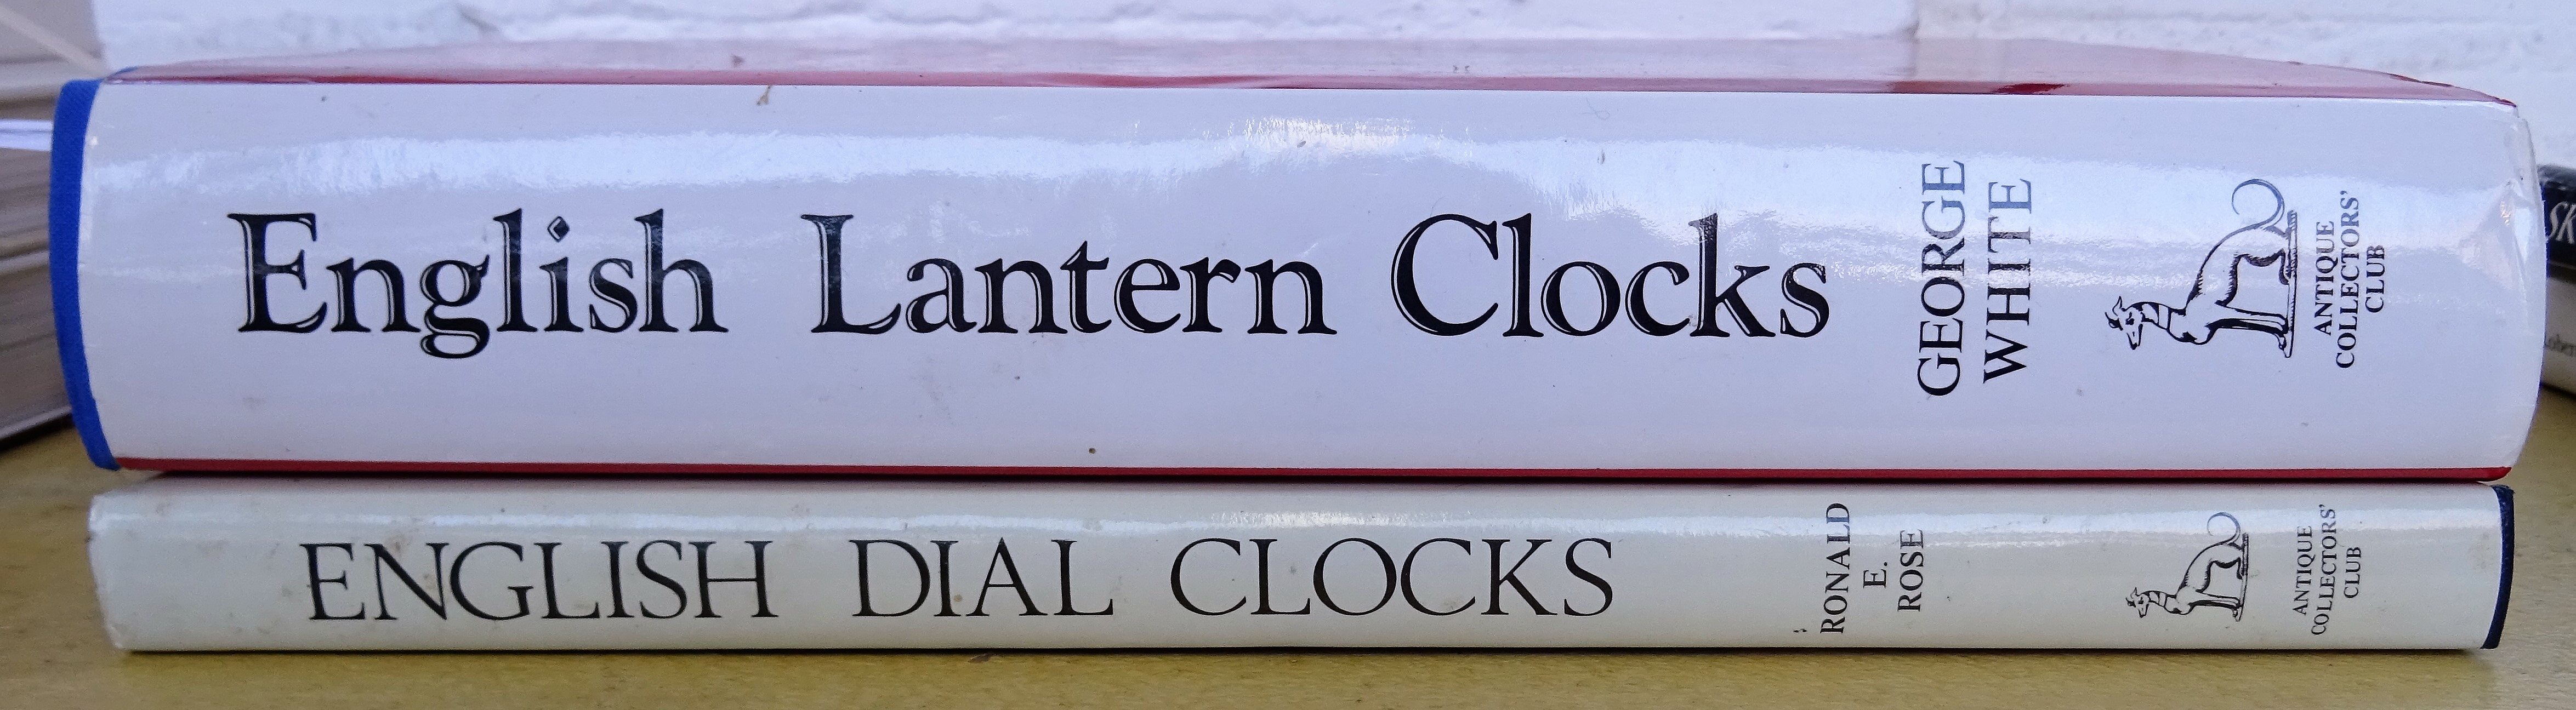 English Lantern Clocks
GEORGE
WHITE
ANTIQUE
COLLECTORS'
CLUB
ENGLISH DIAL CLOCKS
RONALD
E.
ROSE
ANTIQUE
COLLECTORS'
CLUB